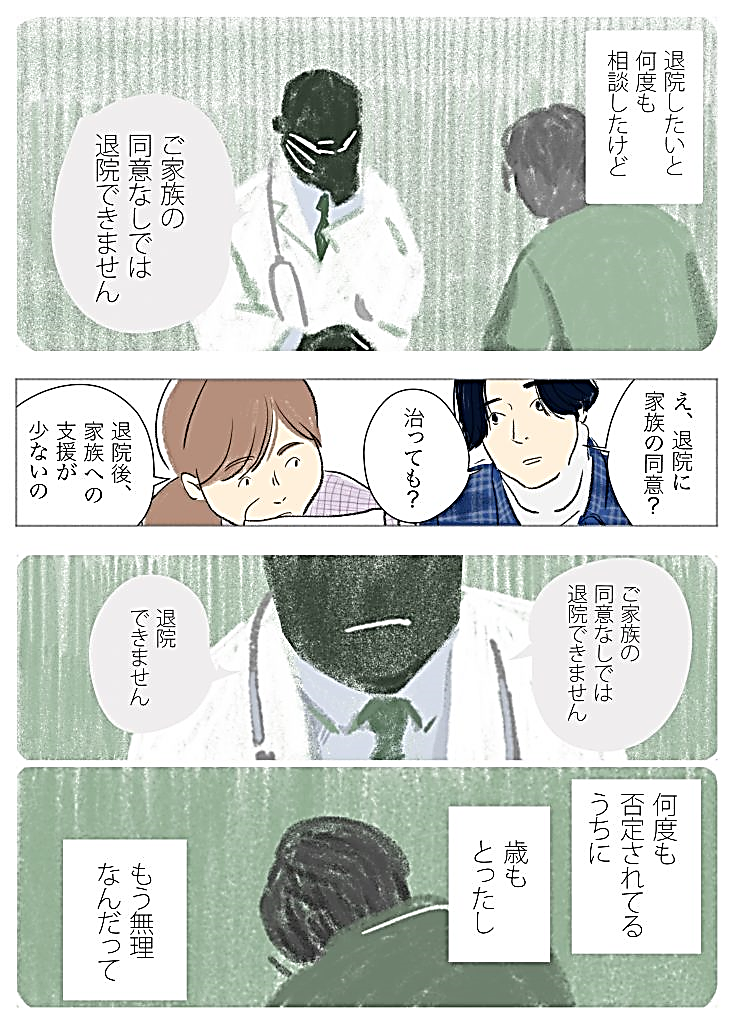 退院したいと
何度も
相談したけど
ご家族の
同意なしでは
退院できません
え、退院に
家族の同意？
治っても？
退院後、
家族への
支援が
少ないの
ご家族の
同意なしでは
退院できません
退院
できません
何度も
否定されてる
うちに
歳も
とったし
もう無理
なんだって